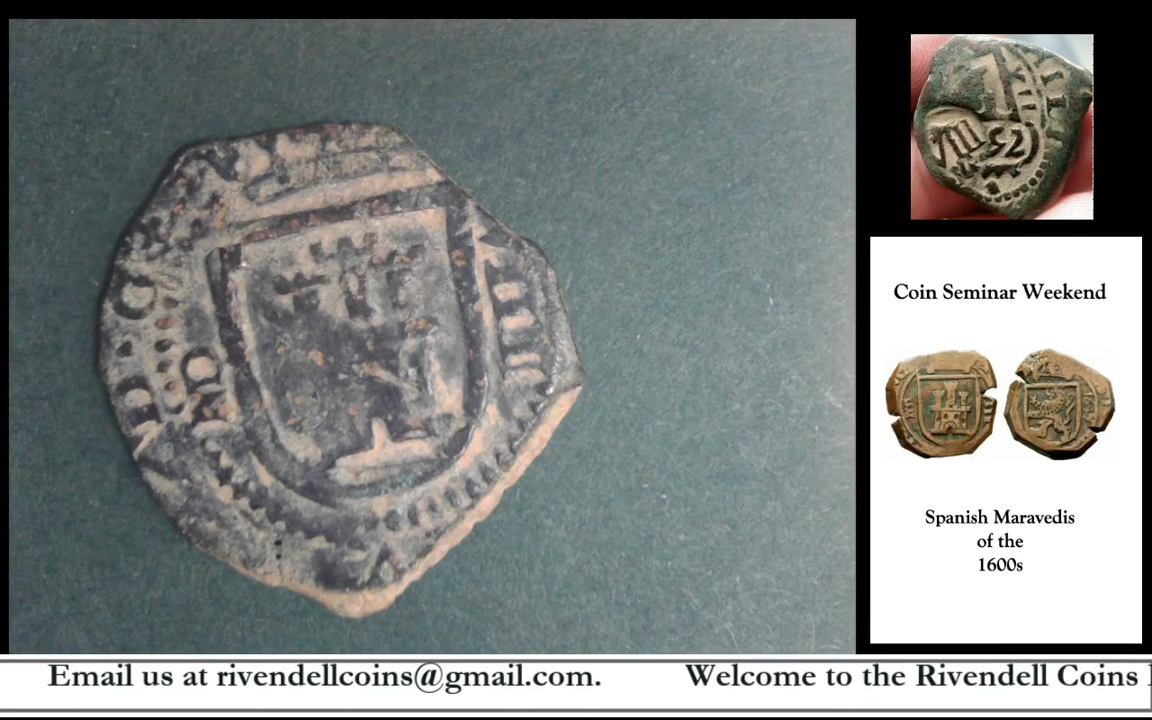 VIII
Coin Seminar Weekend
Spanish Maravedis
of the
1600s
Email us at rivendellcoins@gmail.com.
Welcome to the Rivendell Coins